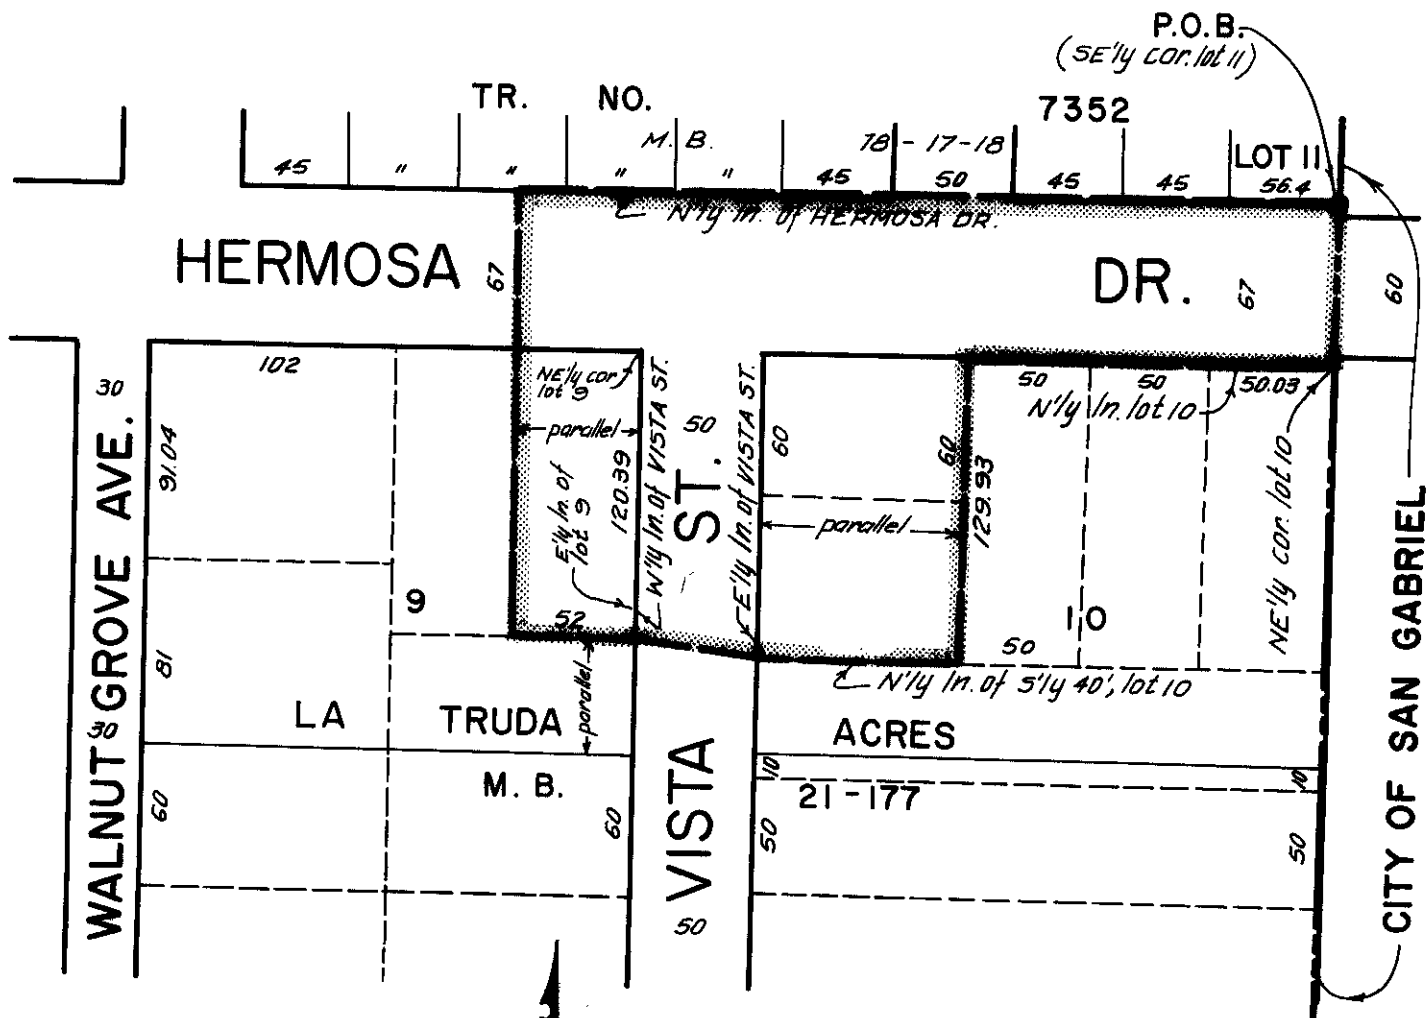 P.O.B.
(SE'ly cor. lot 11)
TR. NO. 7352
M. B. 78 - 17 - 18
LOT 11
45 " " " " 45 50 45 45 56.4
N'ly ln. of HERMOSA DR.
HERMOSA DR.
67
67
60
102
NE'ly cor.
lot 9
50 50 50.03
N'ly ln. lot 10
30
91.04
WALNUT GROVE AVE.
parallel
E'ly ln. of
lot 9
120.39
W'ly ln. of VISTA ST.
50
E'ly ln. of VISTA ST.
60
60
129.93
parallel
NE'ly cor. lot 10
CITY OF SAN GABRIEL
9
52
10
50
N'ly ln. of S'ly 40', lot 10
81
30
parallel
LA TRUDA ACRES
M. B. 21 - 177
VISTA ST.
10
10
60
60
50
50
50